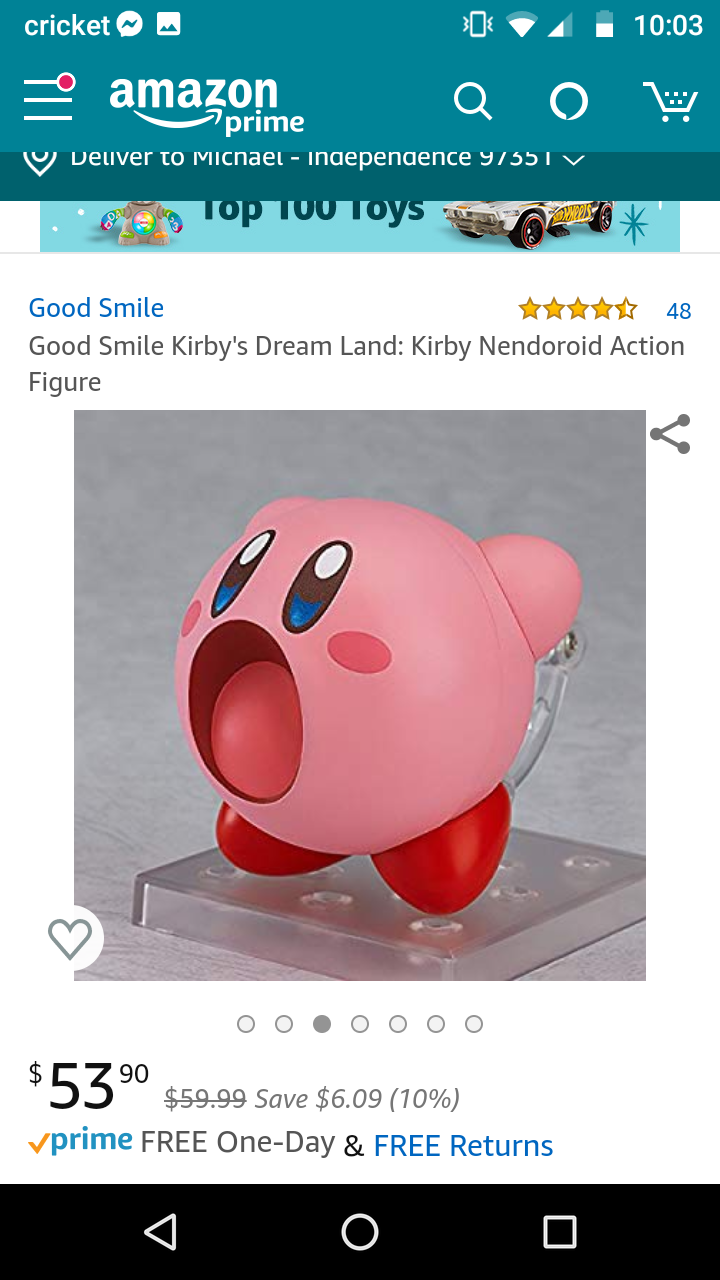 cricket 10:03
amazon
prime
Deliver to Michael - Independence 97351
Top 100 Toys
HOT WHEELS
Good Smile 48
Good Smile Kirby's Dream Land: Kirby Nendoroid Action
Figure
$53 90 $59.99 Save $6.09 (10%)
prime FREE One-Day & FREE Returns